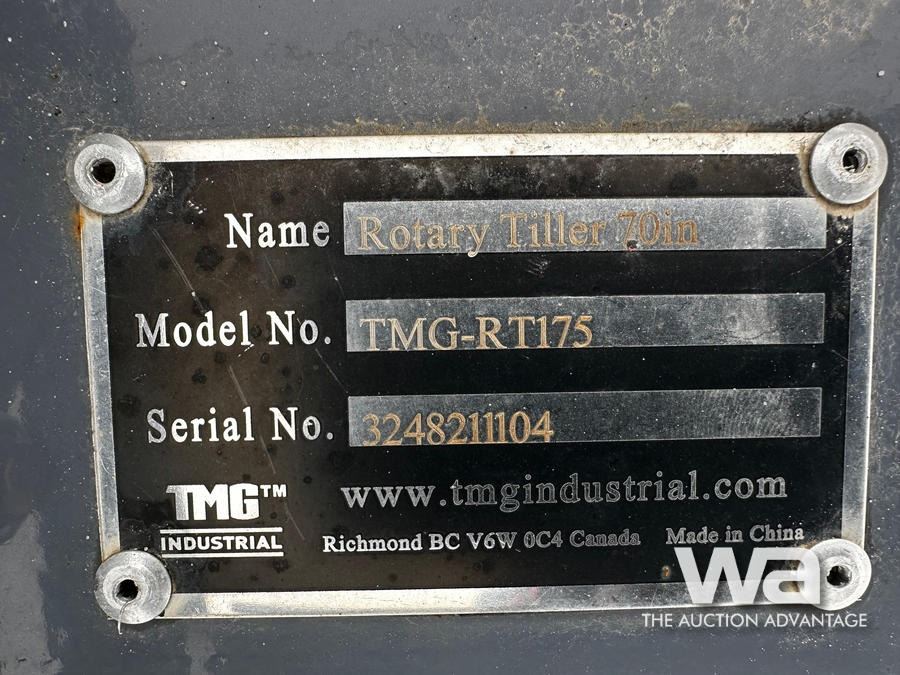 Name Rotary Tiller 70in
Model No. TMG-RT175
Serial No. 3248211104
TMG™
INDUSTRIAL
www.tmgindustrial.com
Richmond BC V6W 0C4 Canada Made in China
wa
THE AUCTION ADVANTAGE